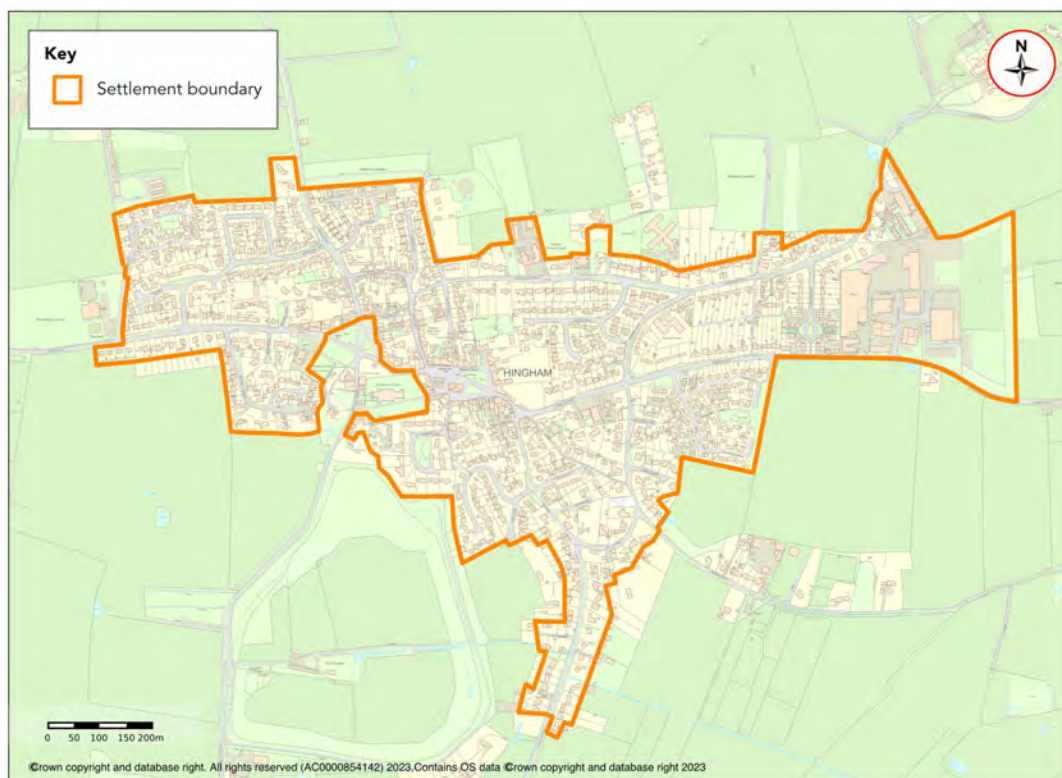 Key
Settlement boundary
N
HINGHAM
0 50 100 150 200m
©rown copyright and database right. All rights reserved (AC0000854142) 2023,Contains OS data ©rown copyright and database right 2023